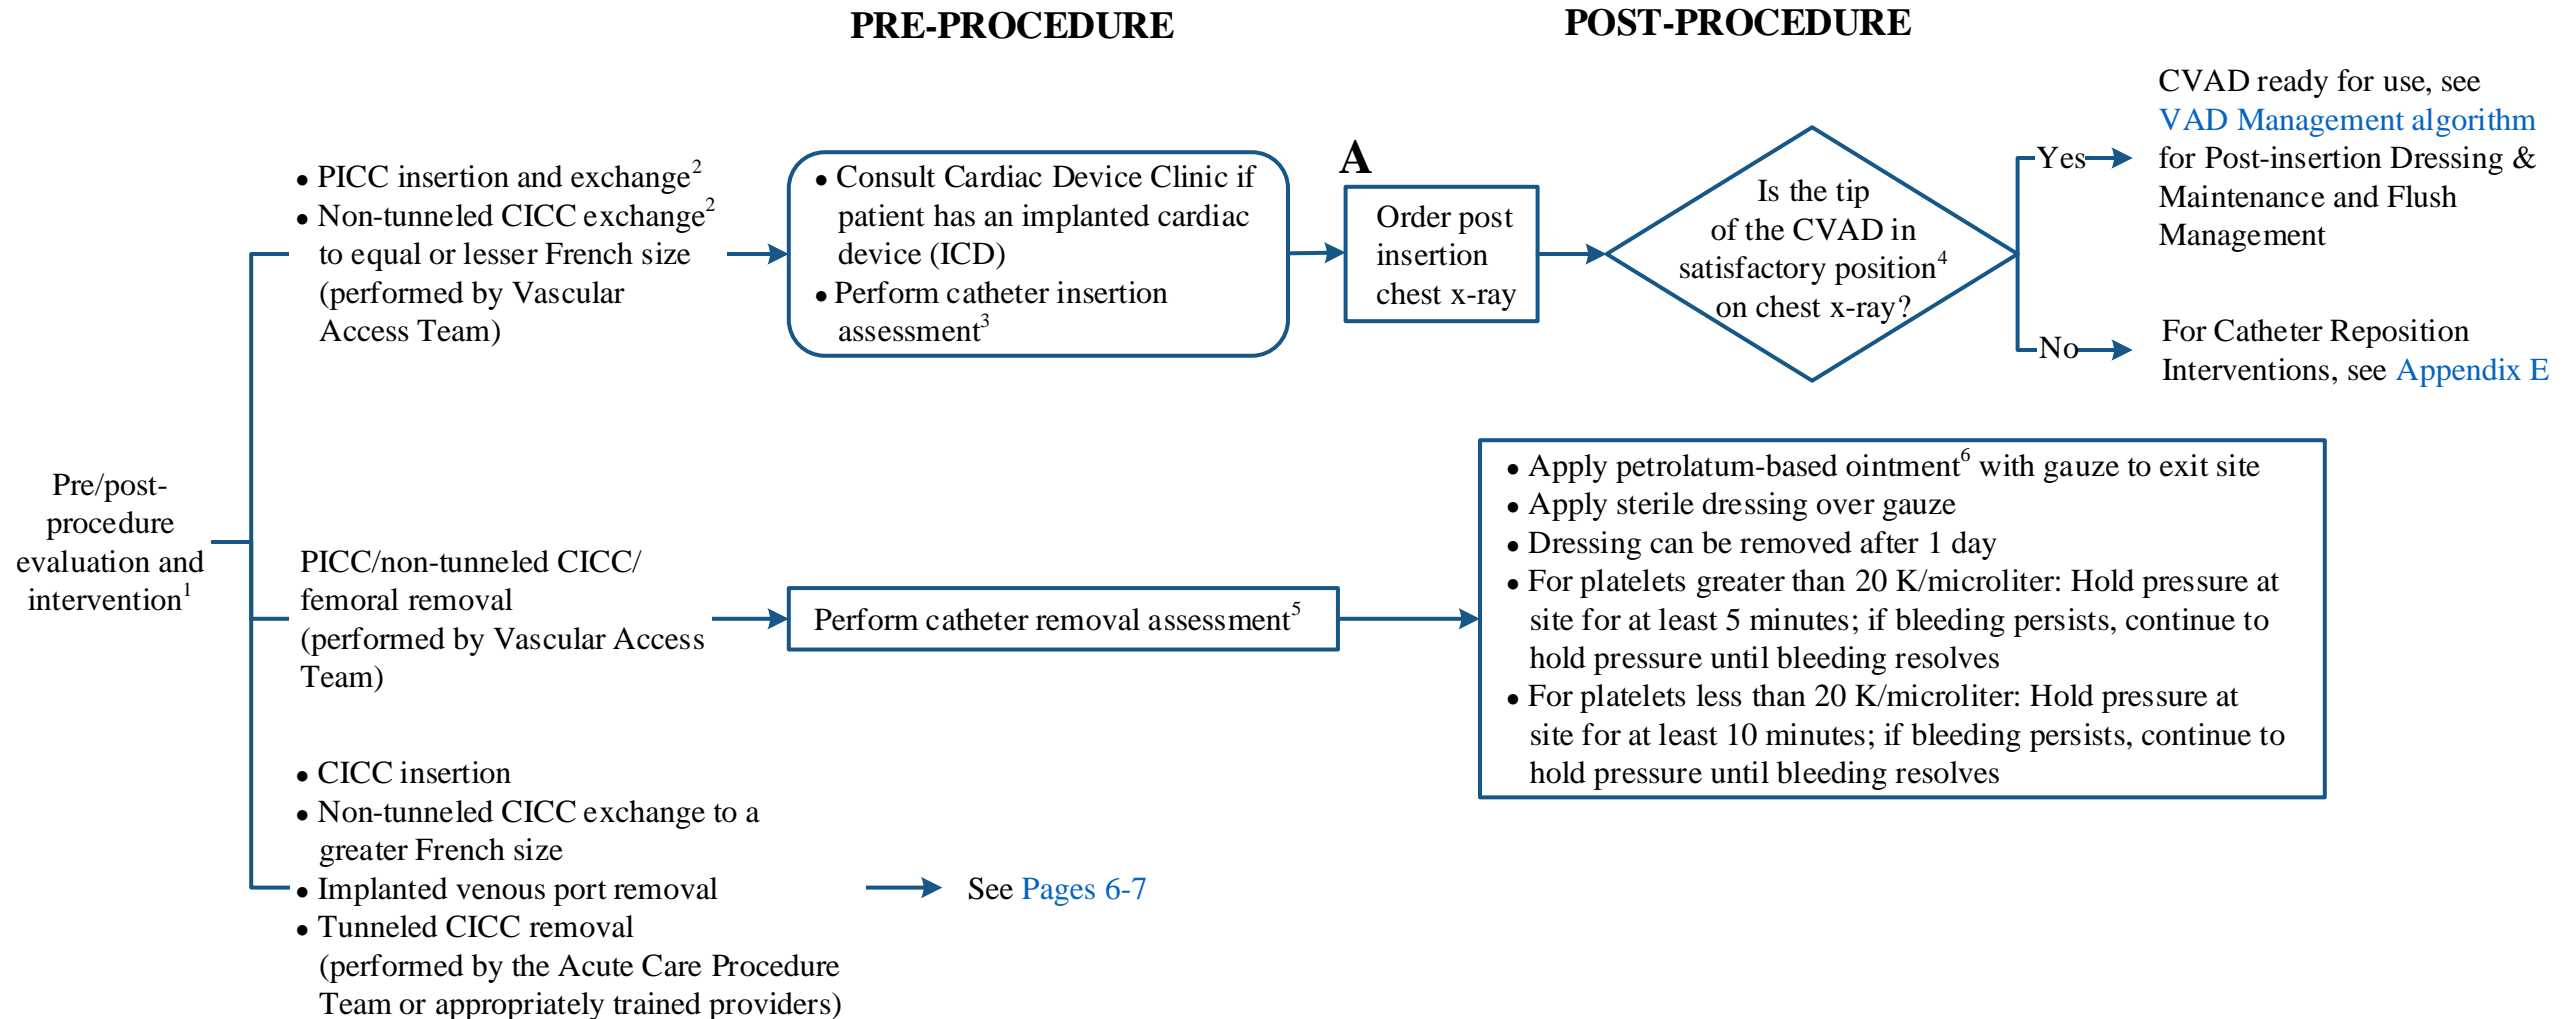 PRE-PROCEDURE
POST-PROCEDURE
Pre/post-
procedure
evaluation and
intervention1
• PICC insertion and exchange2
• Non-tunneled CICC exchange2
to equal or lesser French size
(performed by Vascular
Access Team)
• Consult Cardiac Device Clinic if
patient has an implanted cardiac
device (ICD)
• Perform catheter insertion
assessment3
A
Order post
insertion
chest x-ray
Is the tip
of the CVAD in
satisfactory position4
on chest x-ray?
Yes
CVAD ready for use, see
VAD Management algorithm
for Post-insertion Dressing &
Maintenance and Flush
Management
No
For Catheter Reposition
Interventions, see Appendix E
PICC/non-tunneled CICC/
femoral removal
(performed by Vascular Access
Team)
Perform catheter removal assessment5
• Apply petrolatum-based ointment6 with gauze to exit site
• Apply sterile dressing over gauze
• Dressing can be removed after 1 day
• For platelets greater than 20 K/microliter: Hold pressure at
site for at least 5 minutes; if bleeding persists, continue to
hold pressure until bleeding resolves
• For platelets less than 20 K/microliter: Hold pressure at
site for at least 10 minutes; if bleeding persists, continue to
hold pressure until bleeding resolves
• CICC insertion
• Non-tunneled CICC exchange to a
greater French size
• Implanted venous port removal
• Tunneled CICC removal
(performed by the Acute Care Procedure
Team or appropriately trained providers)
See Pages 6-7